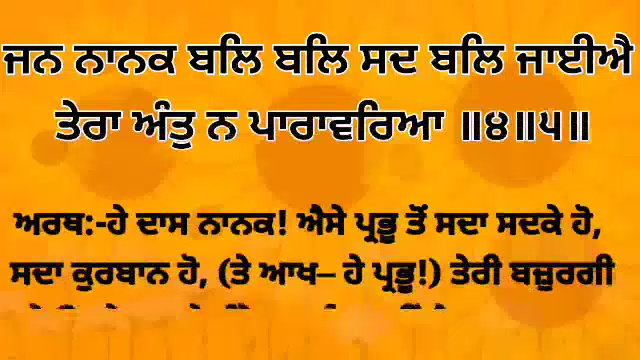 ਜਨ ਨਾਨਕ ਬਲਿ ਬਲਿ ਸਦ ਬਲਿ ਜਾਈਐ
ਤੇਰਾ ਅੰਤੁ ਨ ਪਾਰਾਵਰਿਆ ॥੪॥੫॥
ਅਰਥ:-ਹੇ ਦਾਸ ਨਾਨਕ! ਐਸੇ ਪ੍ਰਭੂ ਤੋਂ ਸਦਾ ਸਦਕੇ ਹੋ,
ਸਦਾ ਕੁਰਬਾਨ ਹੋ, (ਤੇ ਆਖ– ਹੇ ਪ੍ਰਭੂ!) ਤੇਰੀ ਬਜ਼ੁਰਗੀ